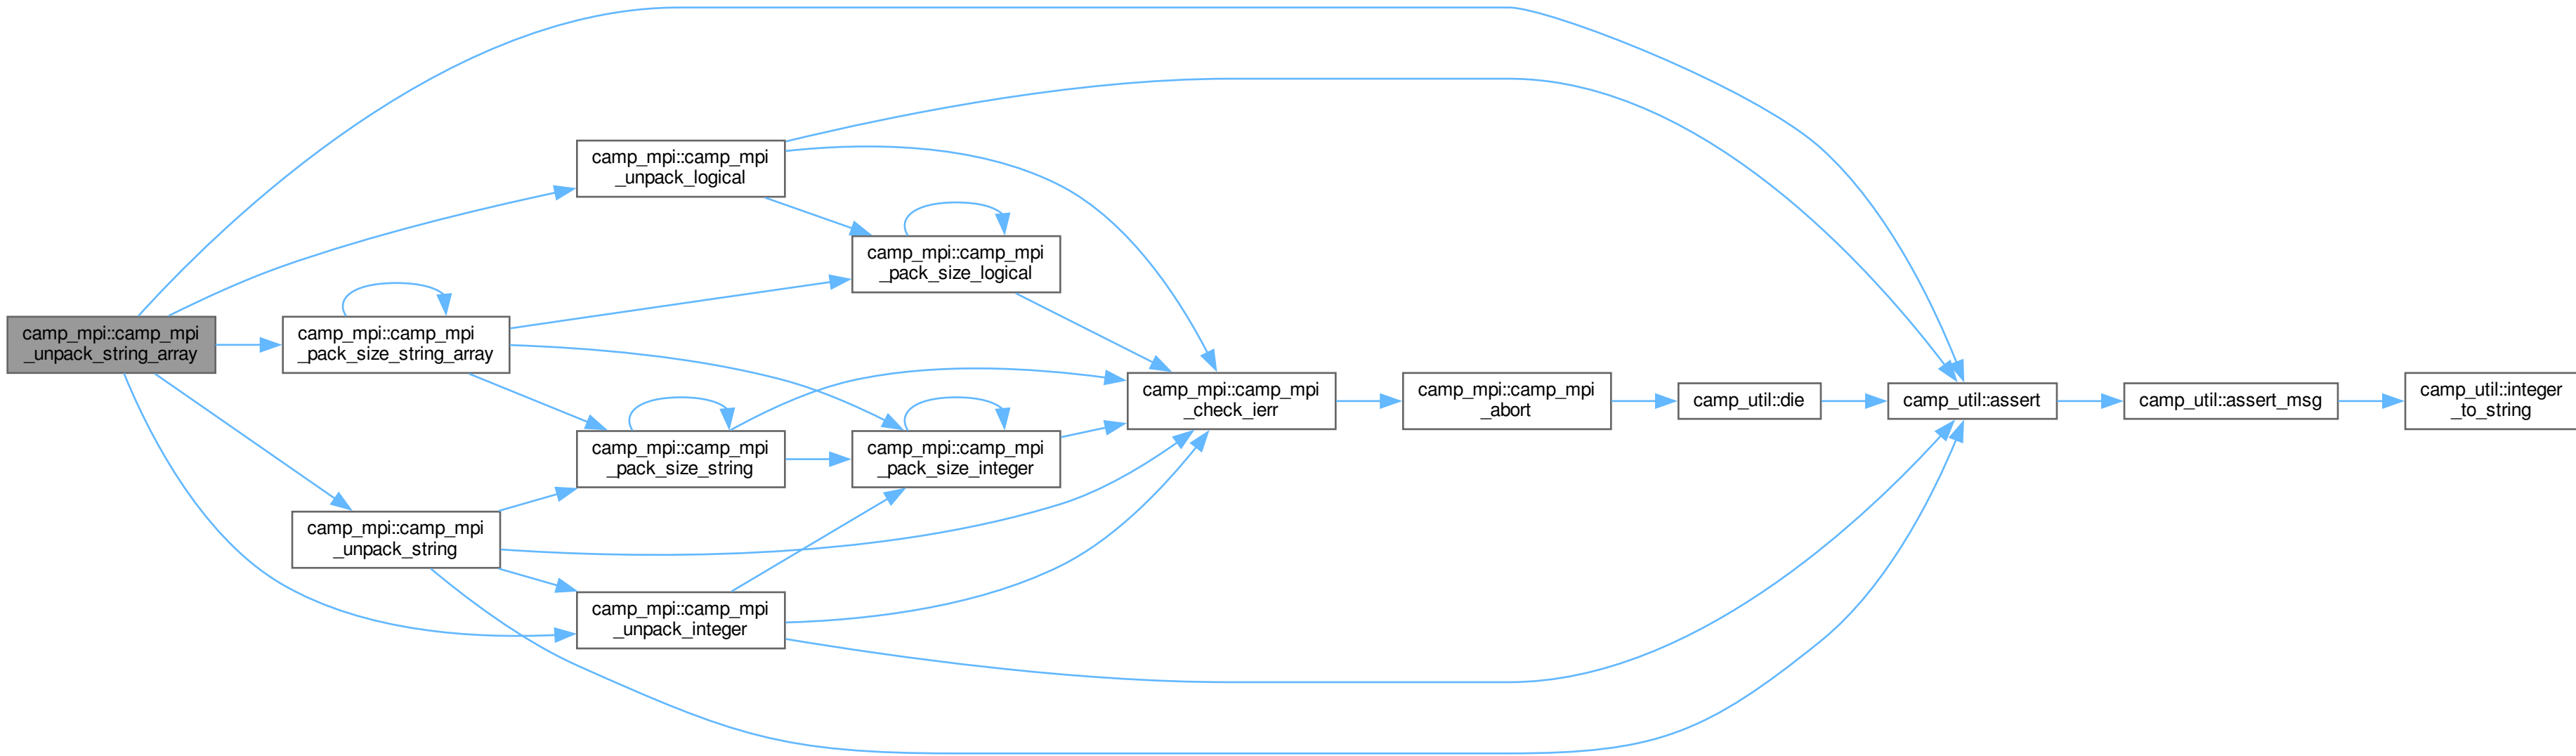 camp_mpi::camp_mpi
_unpack_string_array
camp_mpi::camp_mpi
_pack_size_string_array
camp_mpi::camp_mpi
_unpack_string
camp_mpi::camp_mpi
_unpack_logical
camp_mpi::camp_mpi
_pack_size_string
camp_mpi::camp_mpi
_unpack_integer
camp_mpi::camp_mpi
_pack_size_logical
camp_mpi::camp_mpi
_pack_size_integer
camp_mpi::camp_mpi
_check_ierr
camp_mpi::camp_mpi
_abort
camp_util::die
camp_util::assert
camp_util::assert_msg
camp_util::integer
_to_string